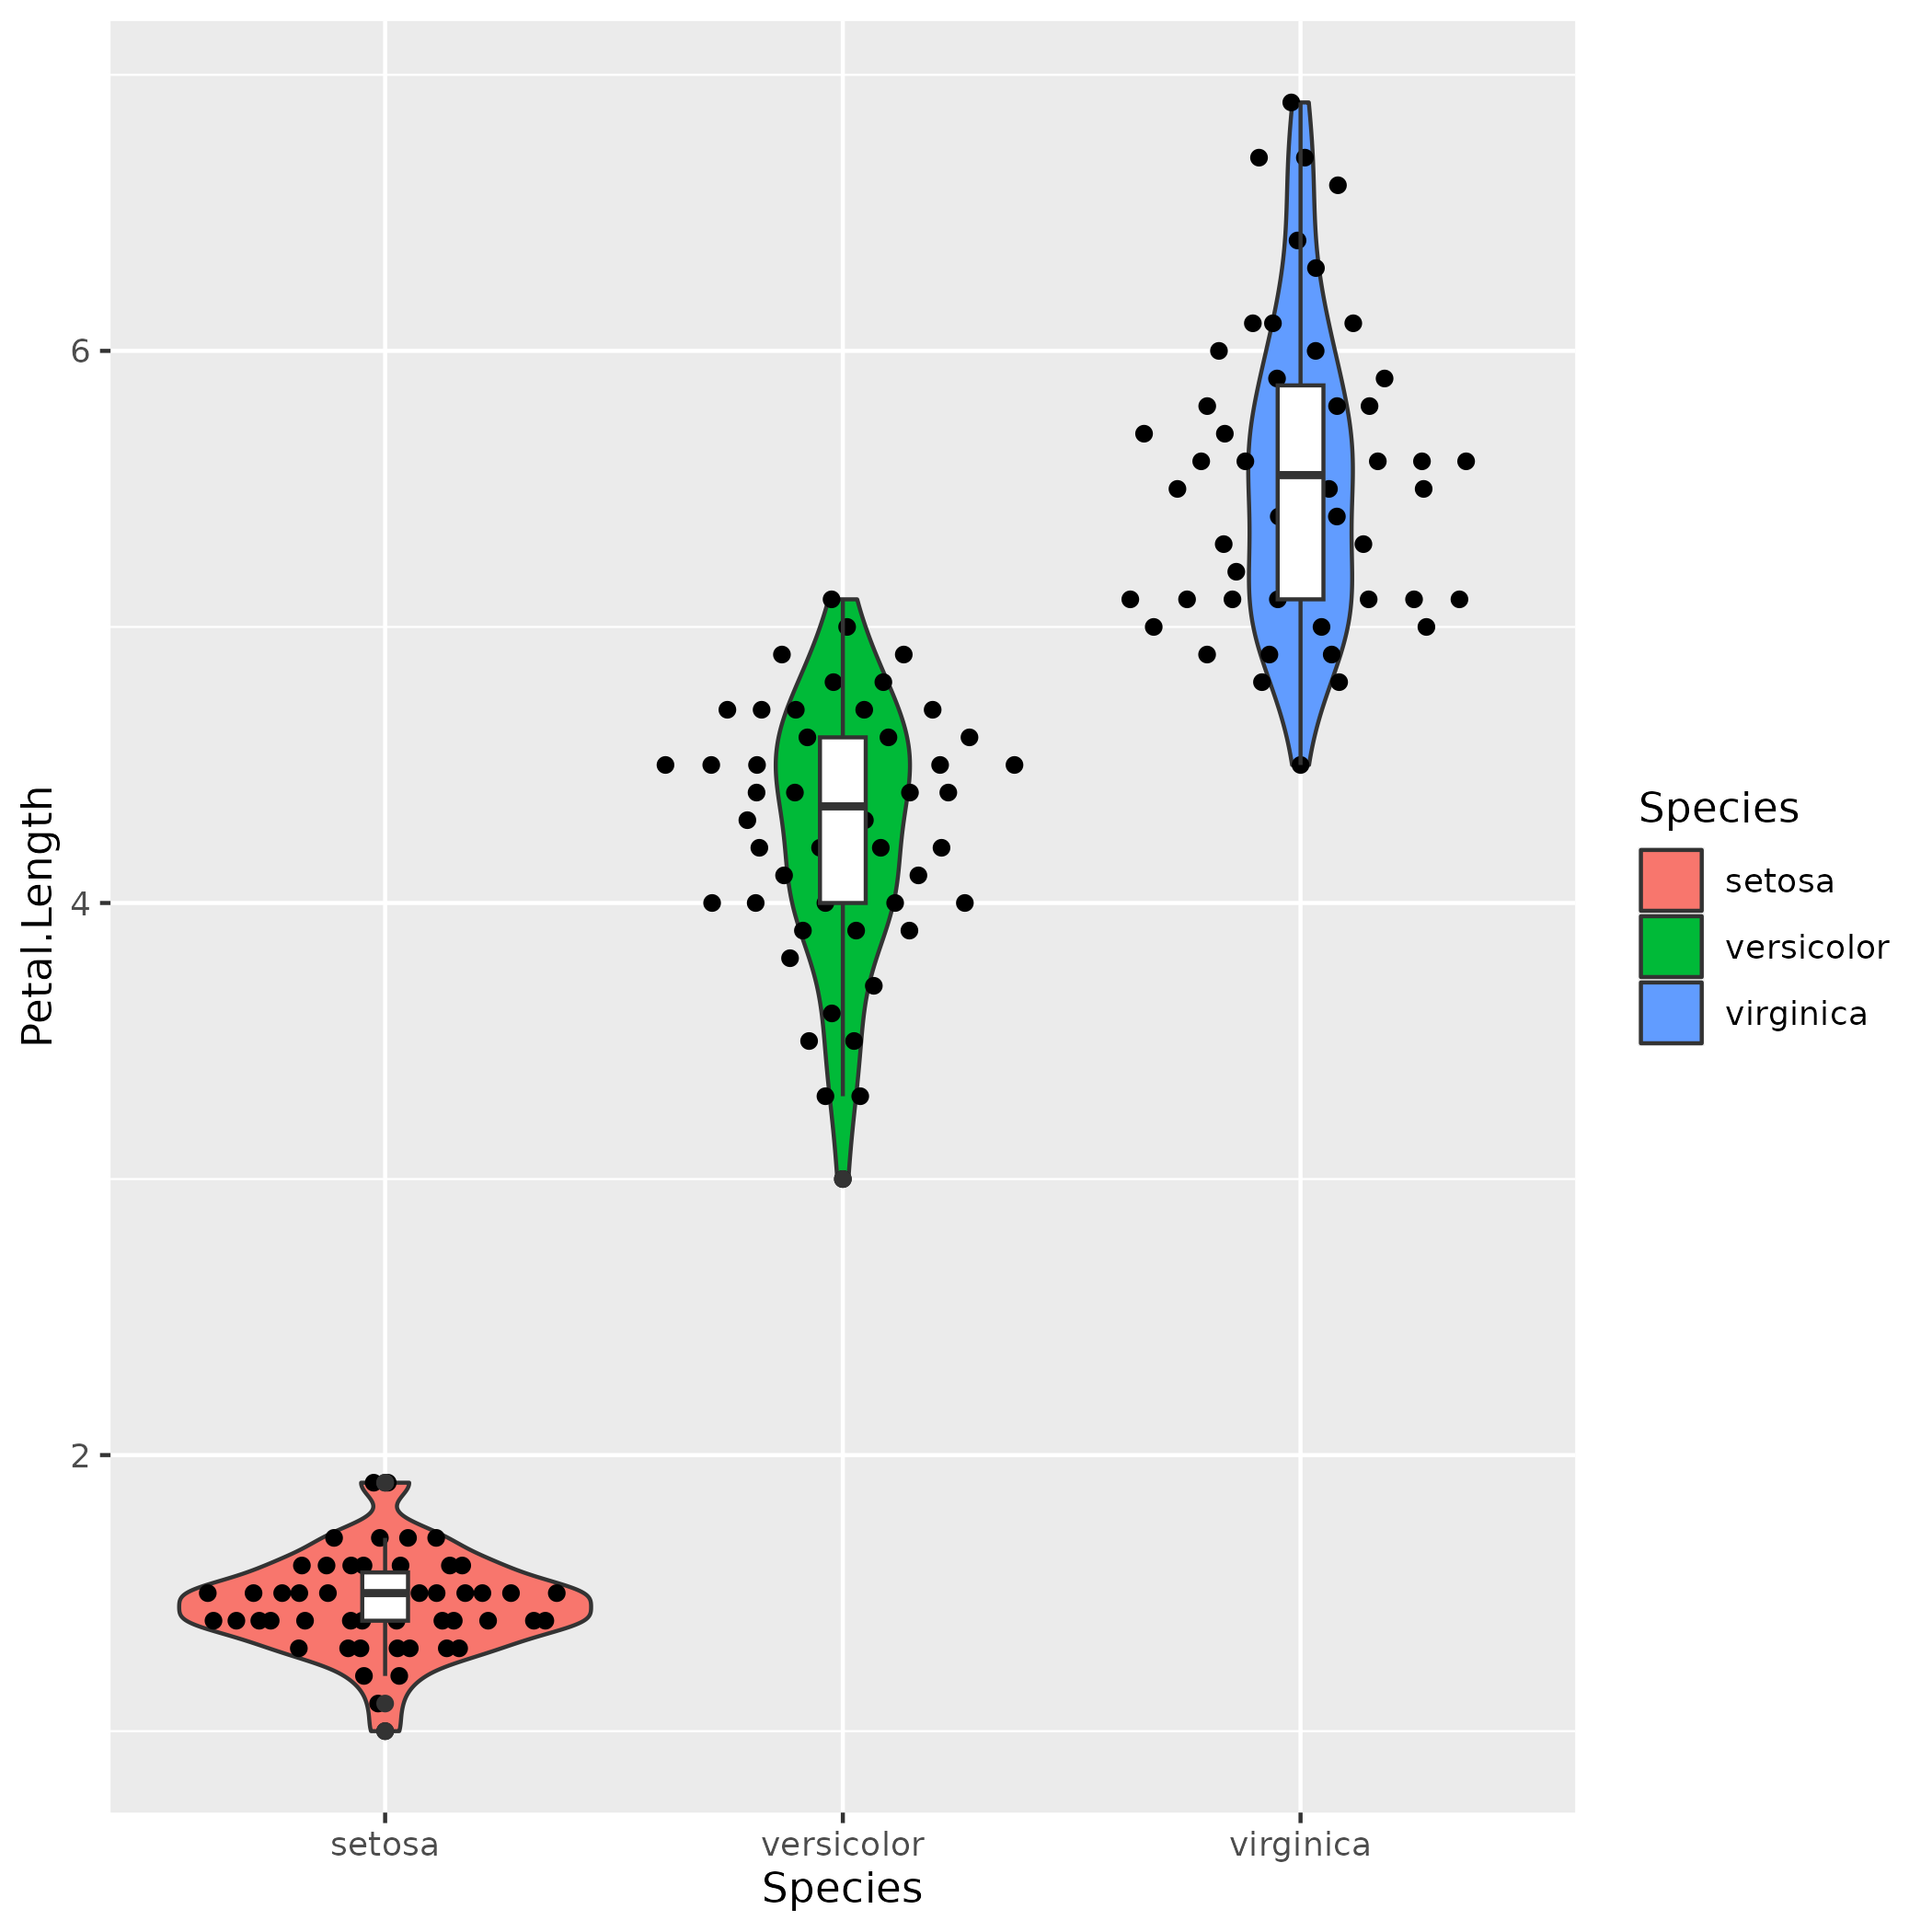 Petal.Length
6
4
2
setosa
versicolor
virginica
Species
Species
setosa
versicolor
virginica